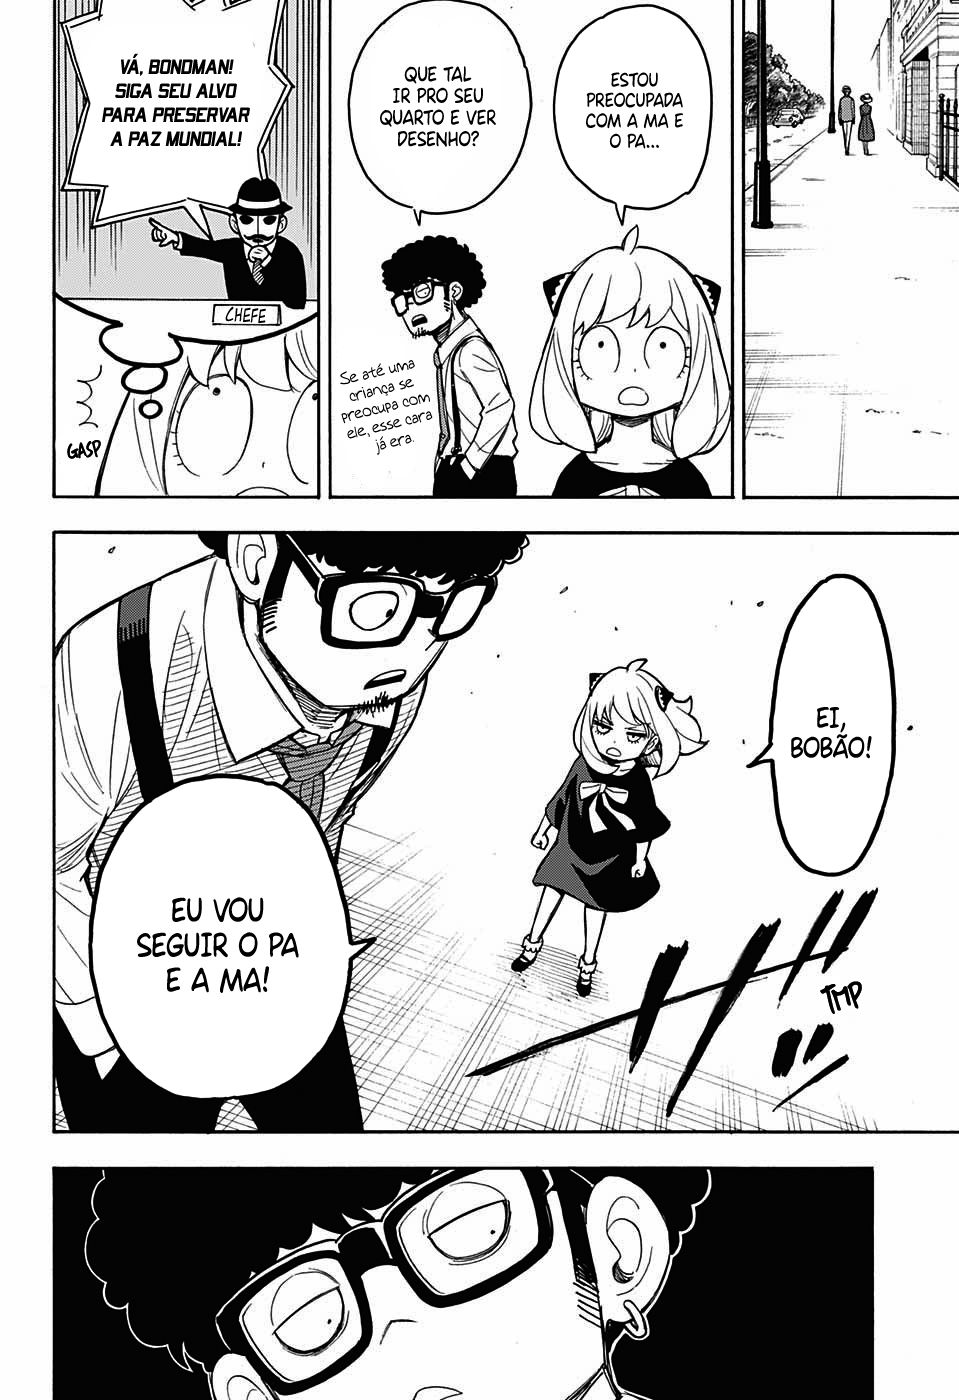 ESTOU
PREOCUPADA
COM A MA E
O PA...
QUE TAL
IR PRO SEU
QUARTO E VER
DESENHO?
Se até uma
criança se
preocupa com
ele, esse cara
já era.
VÁ, BONDMAN!
SIGA SEU ALVO
PARA PRESERVAR
A PAZ MUNDIAL!
CHEFE
GASP
EI,
BOBÃO!
TMP
EU VOU
SEGUIR O PA
E A MA!